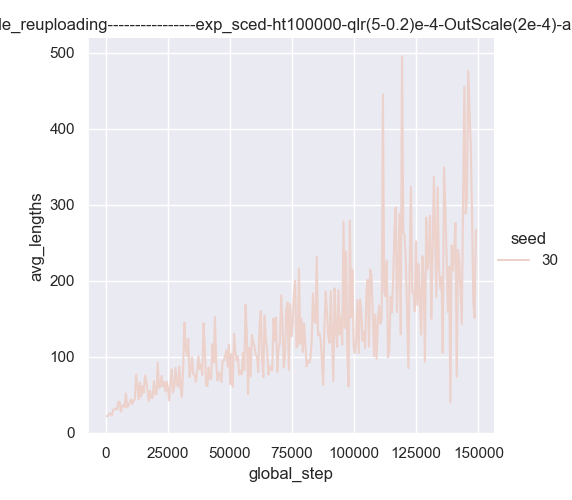 le_reuploading----------------exp_sced-ht100000-qlr(5-0.2)e-4-OutScale(2e-4)-a
500
400
300
200
100
0
avg_lengths
0 25000 50000 75000 100000 125000 150000
global_step
seed
30